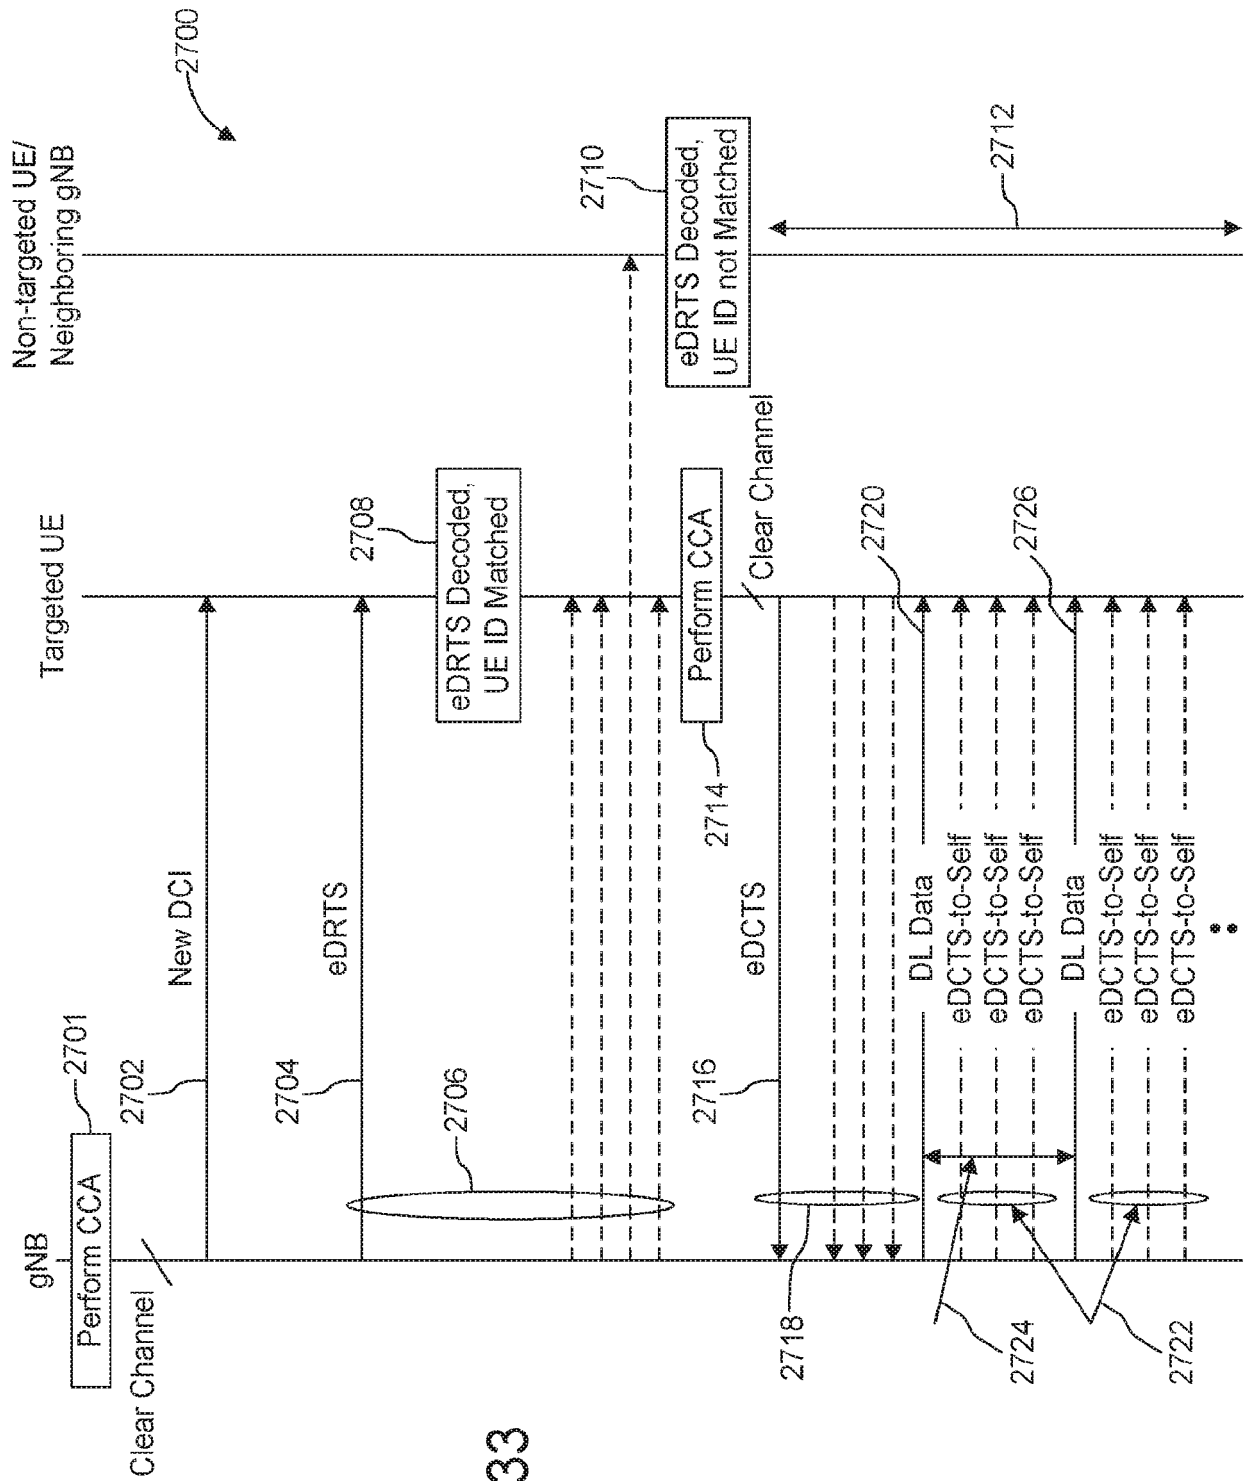 gNB
Targeted UE
Non-targeted UE/
Neighboring gNB
2700
Perform CCA
2701
Clear Channel
2702
New DCI
2704
eDRTS
2706
2708
eDRTS Decoded,
UE ID Matched
2710
eDRTS Decoded,
UE ID not Matched
2712
2714
Perform CCA
Clear Channel
2716
eDCTS
2718
2720
DL Data
eDCTS-to-Self
eDCTS-to-Self
eDCTS-to-Self
2724
2726
DL Data
eDCTS-to-Self
eDCTS-to-Self
eDCTS-to-Self
2722
33